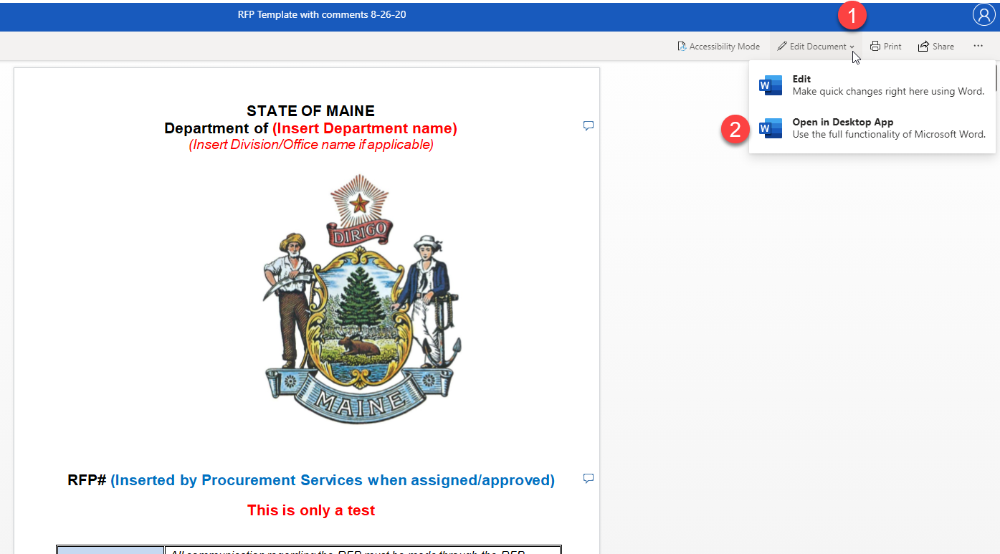 RFP Template with comments 8-26-20
1
Accessibility Mode Edit Document Print Share ...
Edit
Make quick changes right here using Word.
2
Open in Desktop App
Use the full functionality of Microsoft Word.
STATE OF MAINE
Department of (Insert Department name)
(Insert Division/Office name if applicable)
DIRIGO
MAINE
RFP# (Inserted by Procurement Services when assigned/approved)
This is only a test
All communication regarding the RFP must be made through the RFP